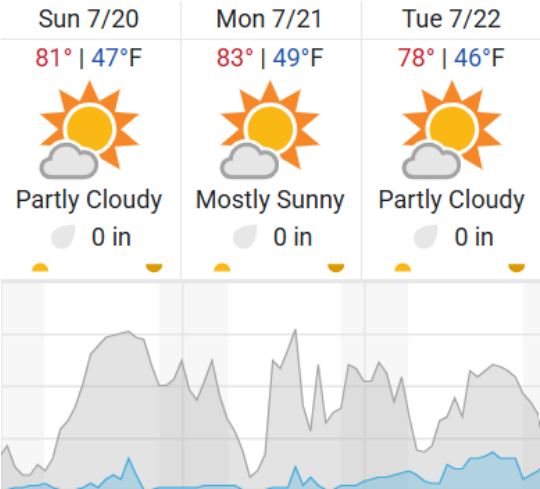 Sun 7/20 Mon 7/21 Tue 7/22
81° | 47°F 83° | 49°F 78° | 46°F
Partly Cloudy Mostly Sunny Partly Cloudy
0 in 0 in 0 in